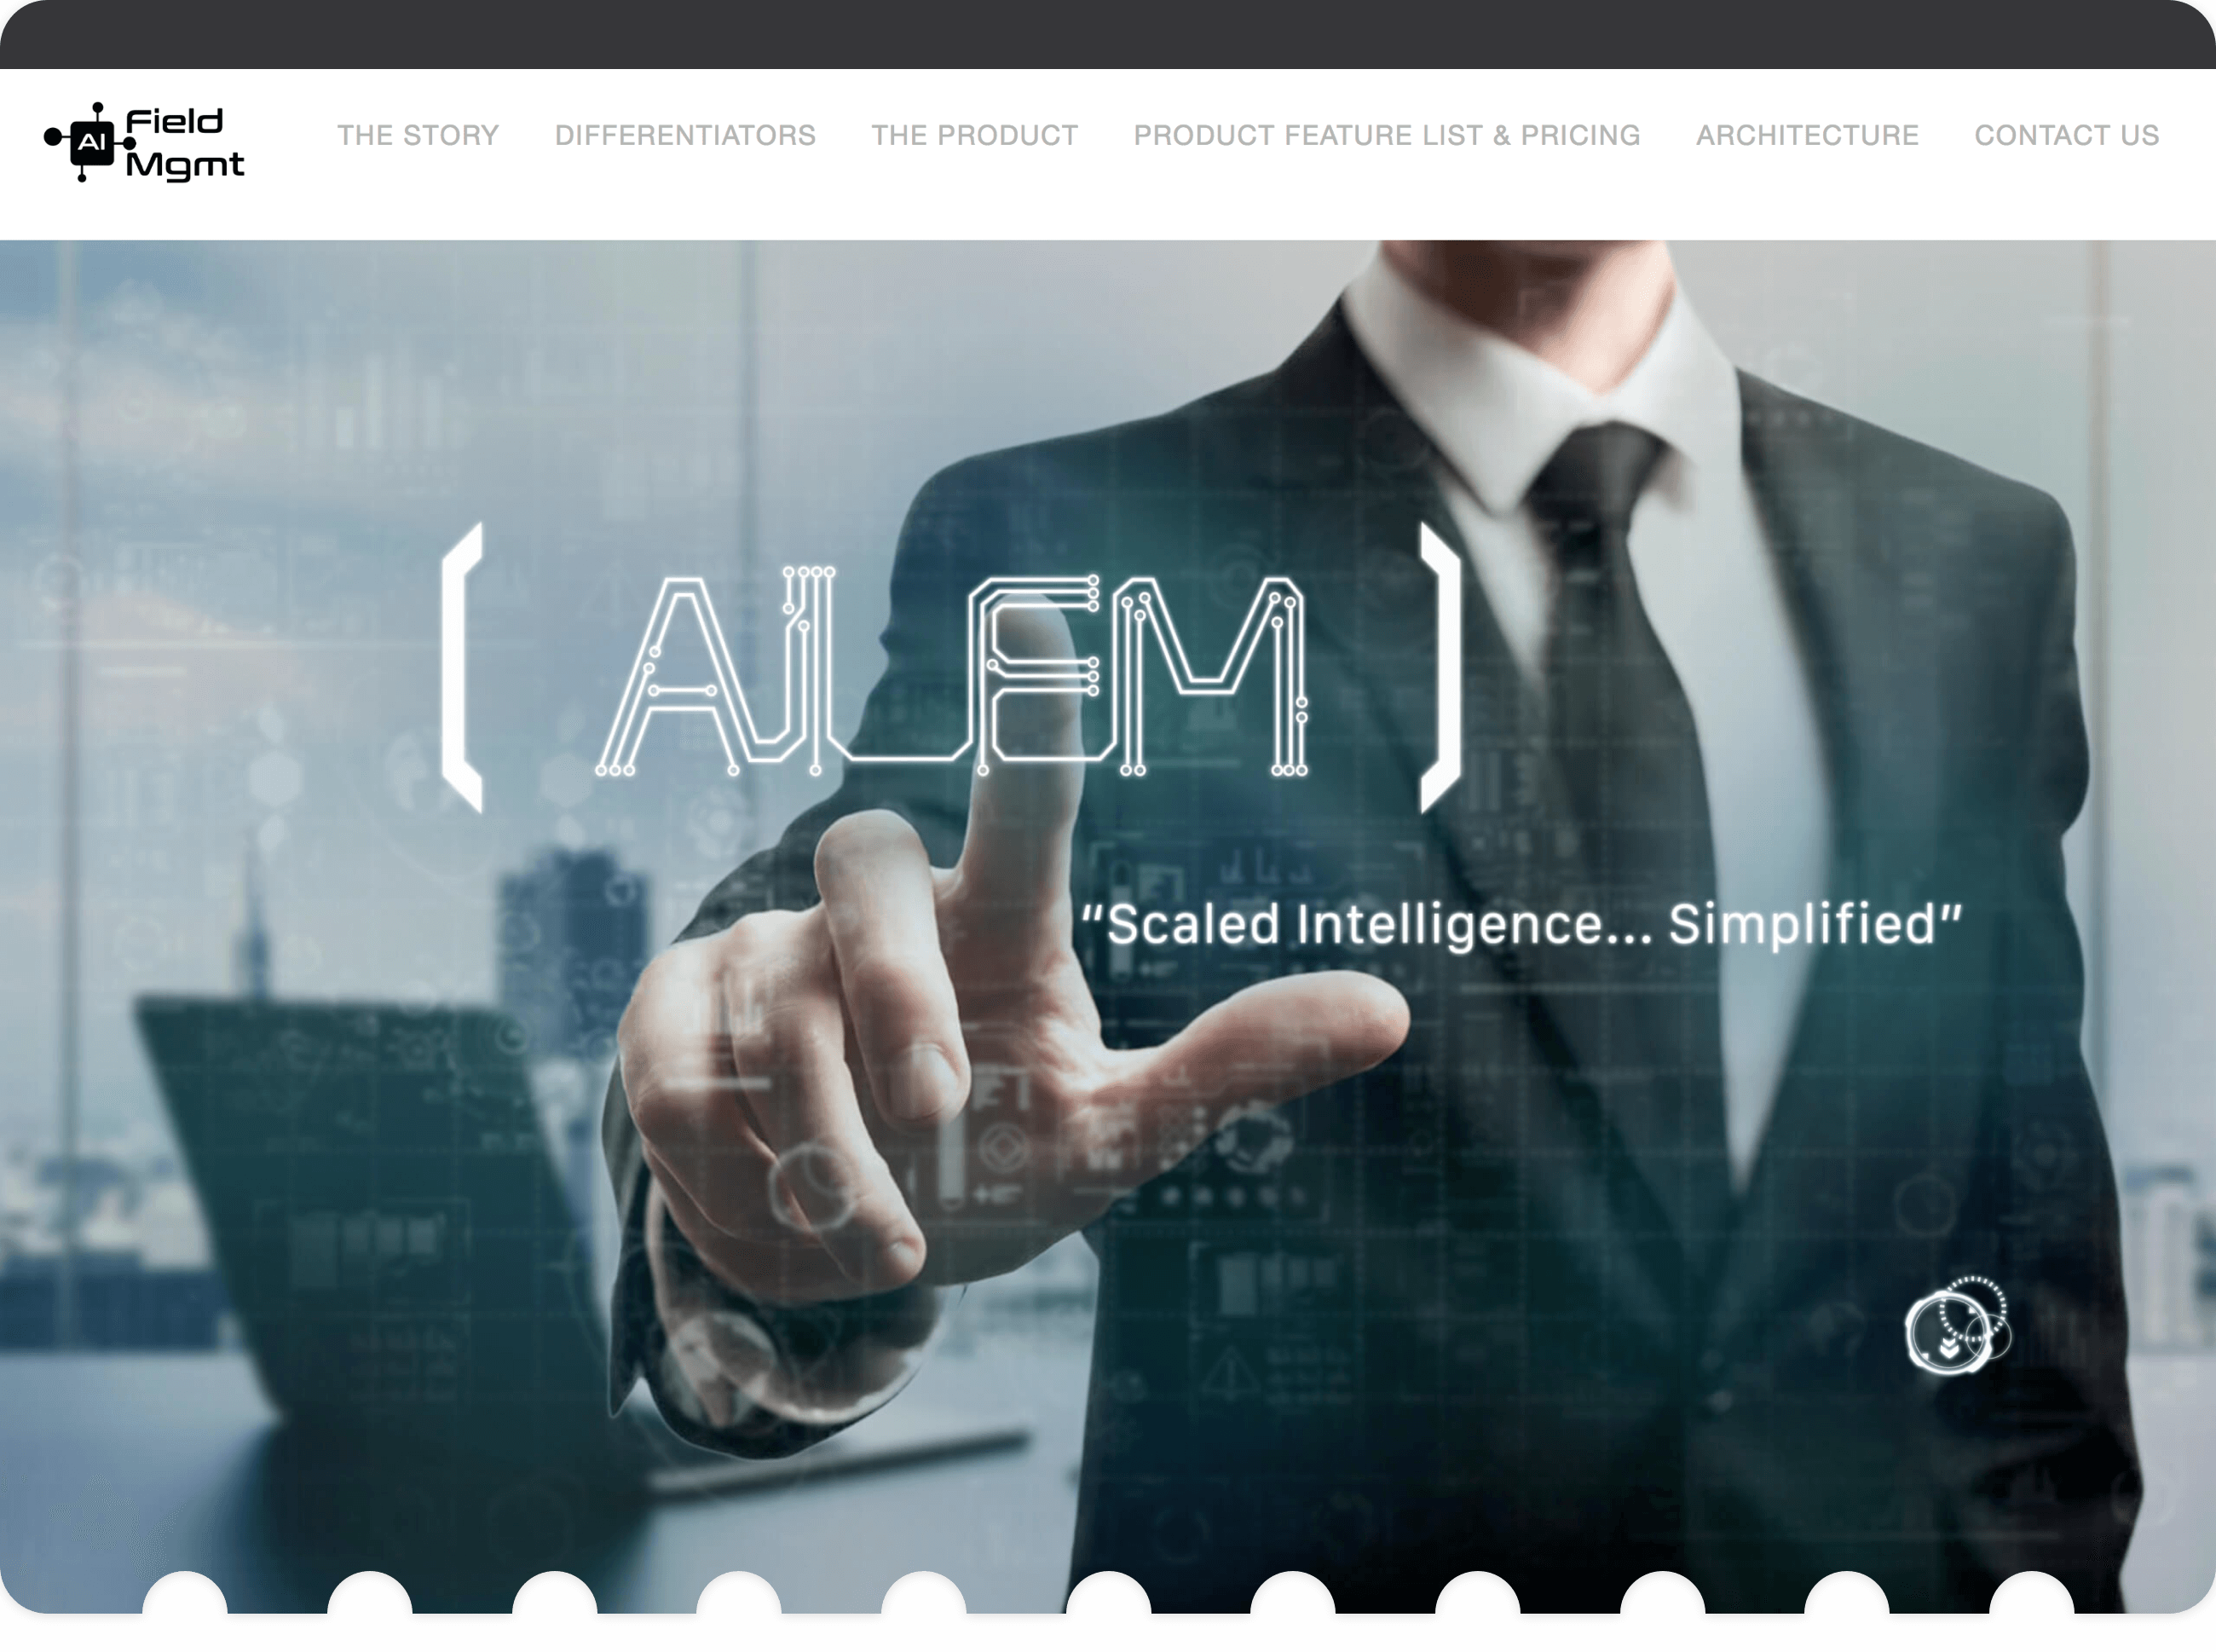 AI
Field
Mgmt
THE STORY DIFFERENTIATORS THE PRODUCT PRODUCT FEATURE LIST & PRICING ARCHITECTURE CONTACT US
[ AIFM ]
“Scaled Intelligence... Simplified”